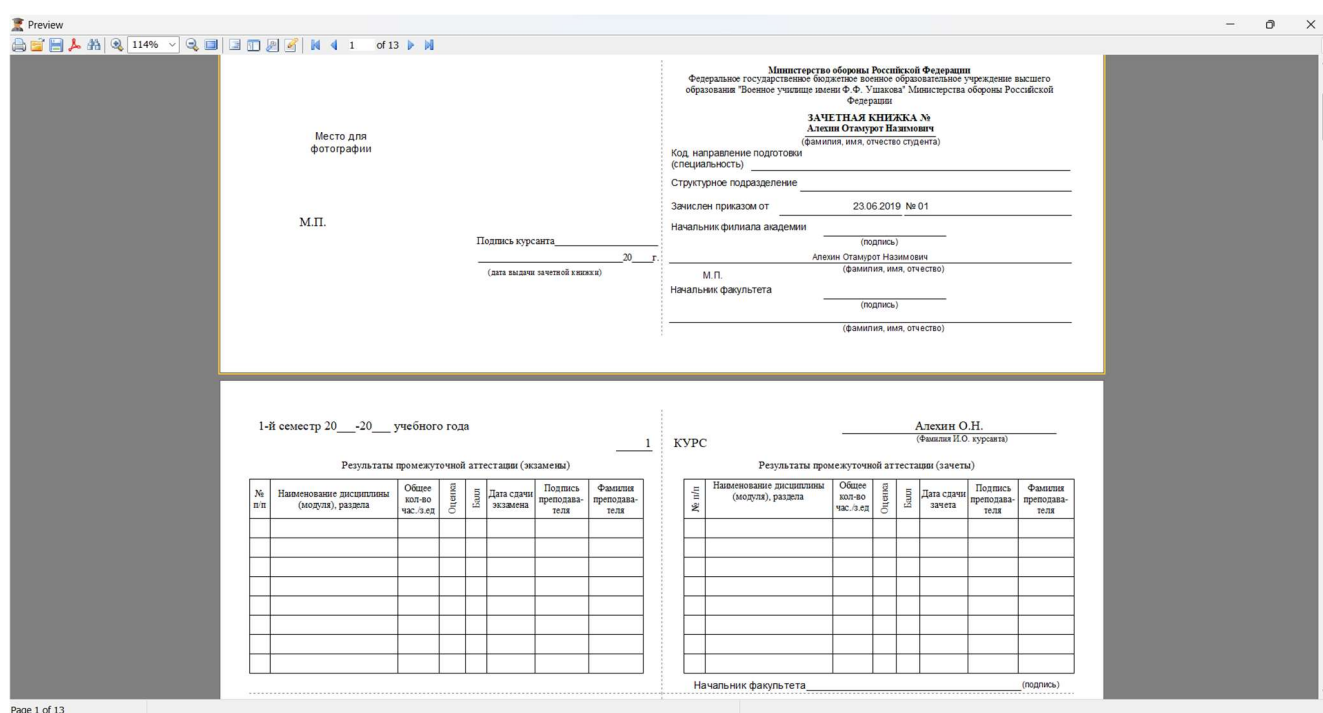 Preview
114%
1 of 13
Министерство обороны Российской Федерации
Федеральное государственное бюджетное военное образовательное учреждение высшего
образования "Военное училище имени Ф.Ф. Ушакова" Министерства обороны Российской
Федерации
ЗАЧЕТНАЯ КНИЖКА №
Алехин Отамурот Назимович
(фамилия, имя, отчество студента)
Место для
фотографии
М.П.
Подпись курсанта
20 г.
(дата выдачи зачетной книжки)
Код, направление подготовки
(специальность)
Структурное подразделение
Зачислен приказом от 23.06.2019 № 01
Начальник филиала академии
(подпись)
Алехин Отамурот Назимович
(фамилия, имя, отчество)
М.П.
Начальник факультета
(подпись)
(фамилия, имя, отчество)
1-й семестр 20___-20___ учебного года
1
Результаты промежуточной аттестации (экзамены)
№ п/п
Наименование дисциплины (модуля), раздела
Общее кол-во час./з.ед
Оценка
Балл
Дата сдачи экзамена
Подпись преподава-теля
Фамилия преподава-теля
КУРС
Алехин О.Н.
(Фамилия И.О. курсанта)
Результаты промежуточной аттестации (зачеты)
№ п/п
Наименование дисциплины (модуля), раздела
Общее кол-во час./з.ед
Оценка
Балл
Дата сдачи зачета
Подпись преподава-теля
Фамилия преподава-теля
Начальник факультета (подпись)
Page 1 of 13